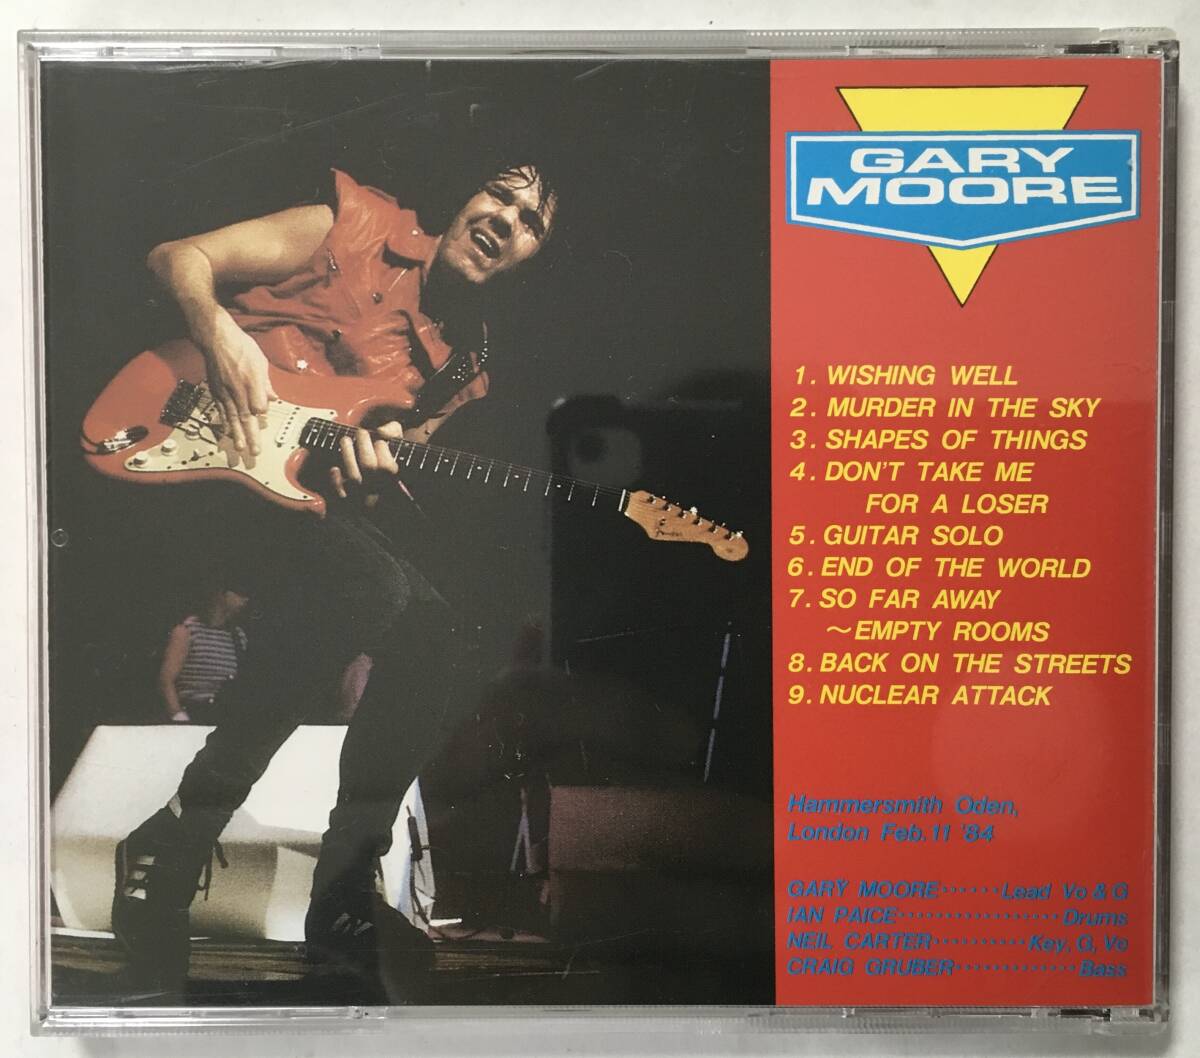 GARY
MOORE
1. WISHING WELL
2. MURDER IN THE SKY
3. SHAPES OF THINGS
4. DON'T TAKE ME
FOR A LOSER
5. GUITAR SOLO
6. END OF THE WORLD
7. SO FAR AWAY
〜EMPTY ROOMS
8. BACK ON THE STREETS
9. NUCLEAR ATTACK
Hammersmith Oden,
London Feb.11 '84
GARY MOORE······Lead Vo & G
IAN PAICE··················Drums
NEIL CARTER··········Key, G, Vo
CRAIG GRUBER·············Bass
Fender